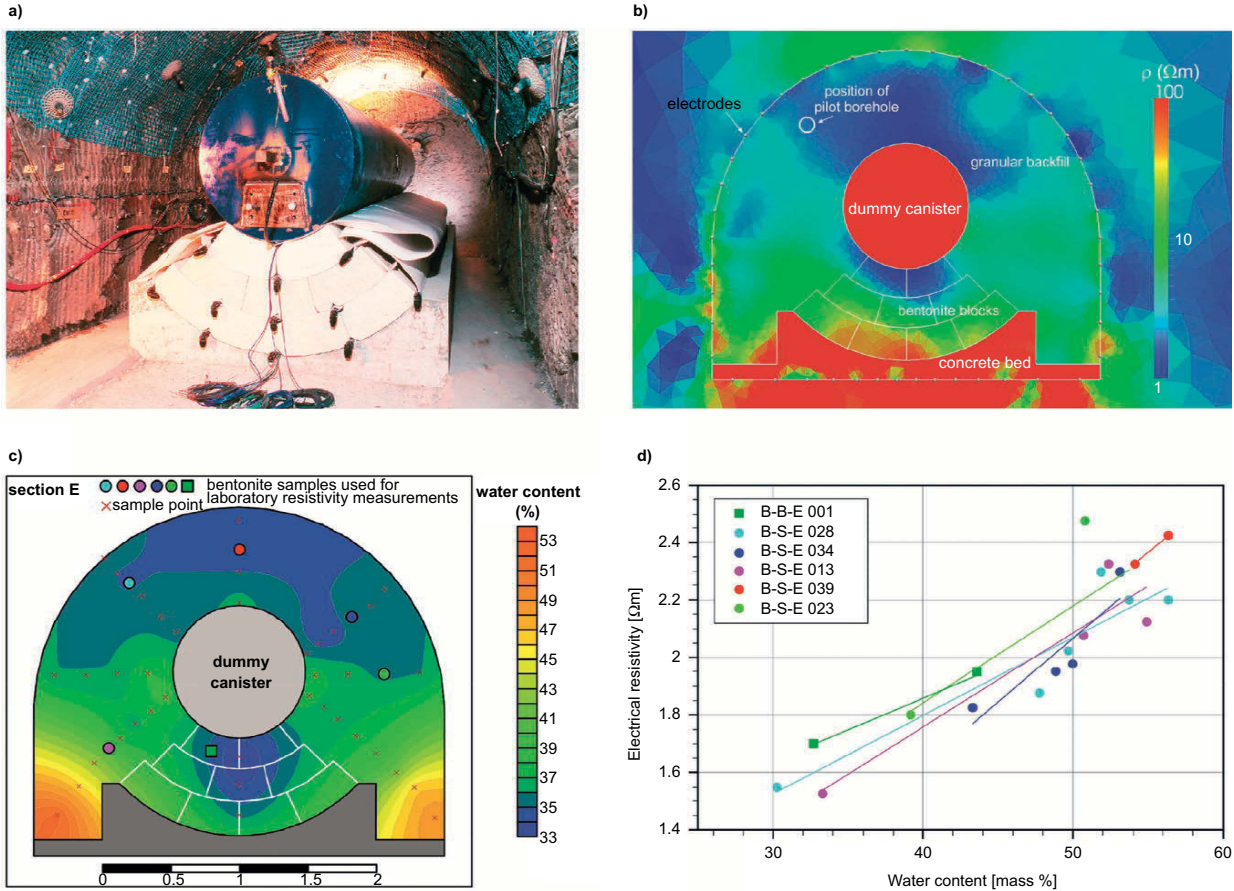 a)
b)
ρ (Ωm)
100
electrodes
position of
pilot borehole
granular backfill
dummy canister
10
bentonite blocks
concrete bed
1
c)
section E
bentonite samples used for
laboratory resistivity measurements
sample point
water content
(%)
53
51
49
47
45
43
41
39
37
35
33
dummy
canister
0
0.5
1
1.5
2
d)
2.6
2.4
2.2
2
1.8
1.6
1.4
Electrical resistivity [Ωm]
B-B-E 001
B-S-E 028
B-S-E 034
B-S-E 013
B-S-E 039
B-S-E 023
30
40
50
60
Water content [mass %]